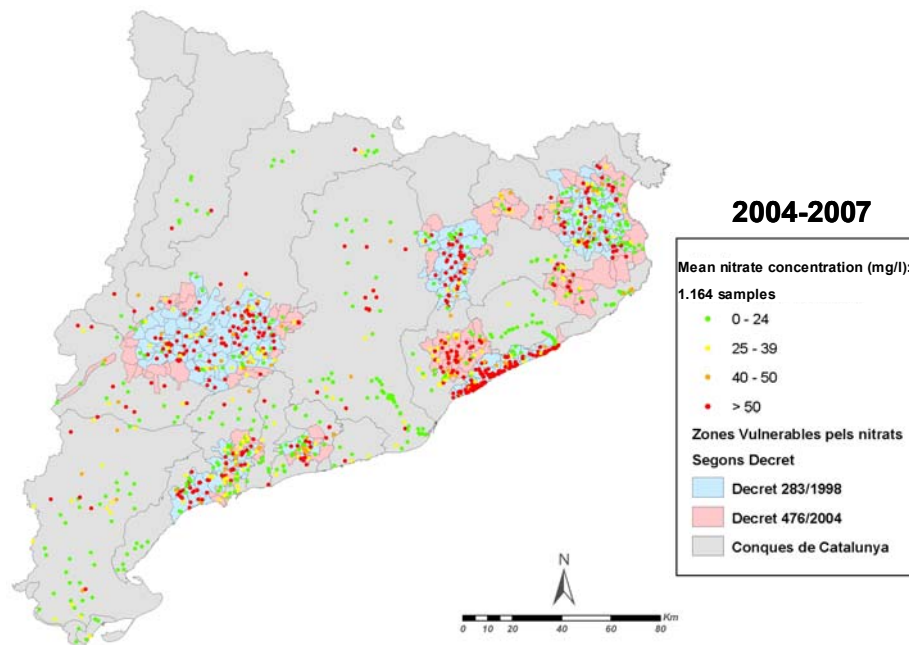 2004-2007
Mean nitrate concentration (mg/l):
1.164 samples
0 - 24
25 - 39
40 - 50
> 50
Zones Vulnerables pels nitrats
Segons Decret
Decret 283/1998
Decret 476/2004
Conques de Catalunya
N
Km
0 10 20 40 60 80